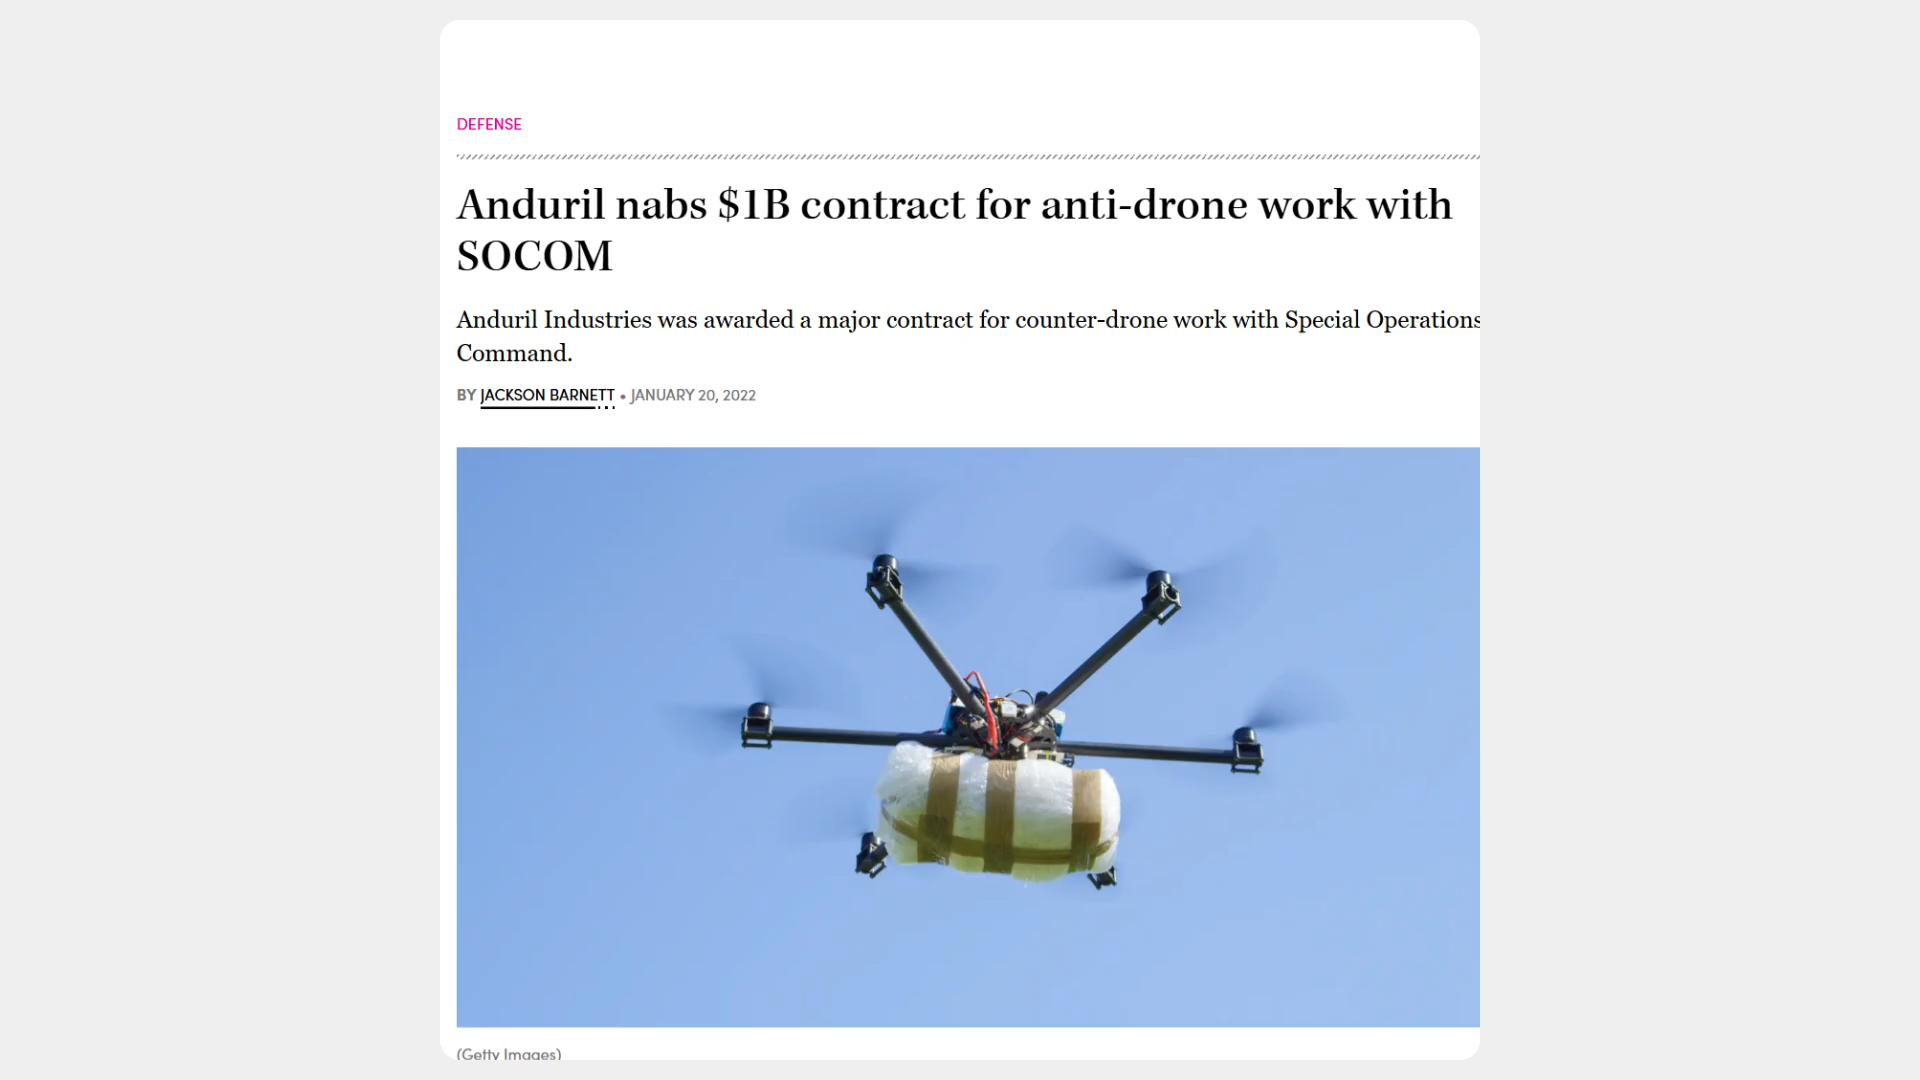 DEFENSE
Anduril nabs $1B contract for anti-drone work with
SOCOM
Anduril Industries was awarded a major contract for counter-drone work with Special Operations
Command.
BY JACKSON BARNETT • JANUARY 20, 2022
(Getty Images)